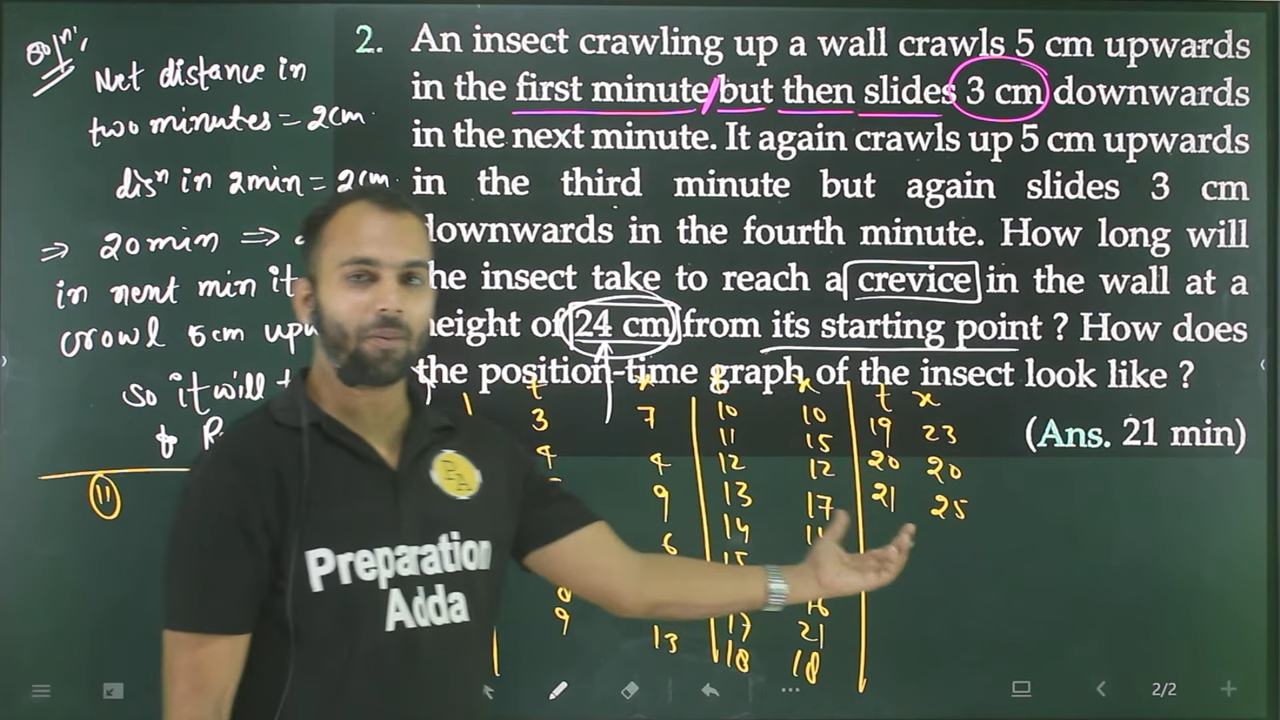 Solⁿ,
Net distance in
two minutes = 2cm
disⁿ in 2min = 2cm
⇒ 20min ⇒
in next min it
crowl 5cm
so it will
2. An insect crawling up a wall crawls 5 cm upwards
in the first minute but then slides 3 cm downwards
in the next minute. It again crawls up 5 cm upwards
in the third minute but again slides 3 cm
downwards in the fourth minute. How long will
the insect take to reach a crevice in the wall at a
height of 24 cm from its starting point ? How does
the position-time graph of the insect look like ?
(Ans. 21 min)
t x t x t x
1 3 7 10 10 19 23
4 4 11 15 20 20
9 12 12 21 25
6 13 17
14
15
16
9 13 17 21
18 18
11
PA
Preparation
Adda
2/2